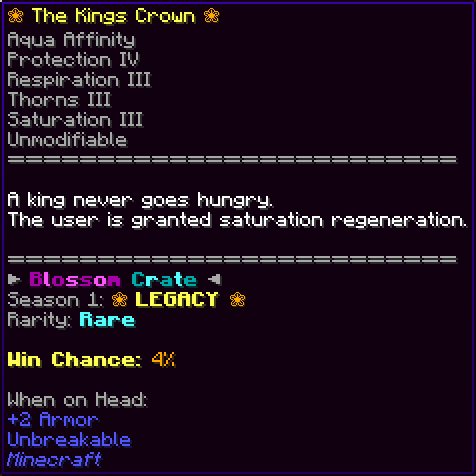 ❀ The Kings Crown ❀
Aqua Affinity
Protection IV
Respiration III
Thorns III
Saturation III
Unmodifiable
============================
A king never goes hungry.
The user is granted saturation regeneration.
============================
► Blossom Crate ◄
Season 1: ❀ LEGACY ❀
Rarity: Rare
Win Chance: 4%
When on Head:
+2 Armor
Unbreakable
Minecraft